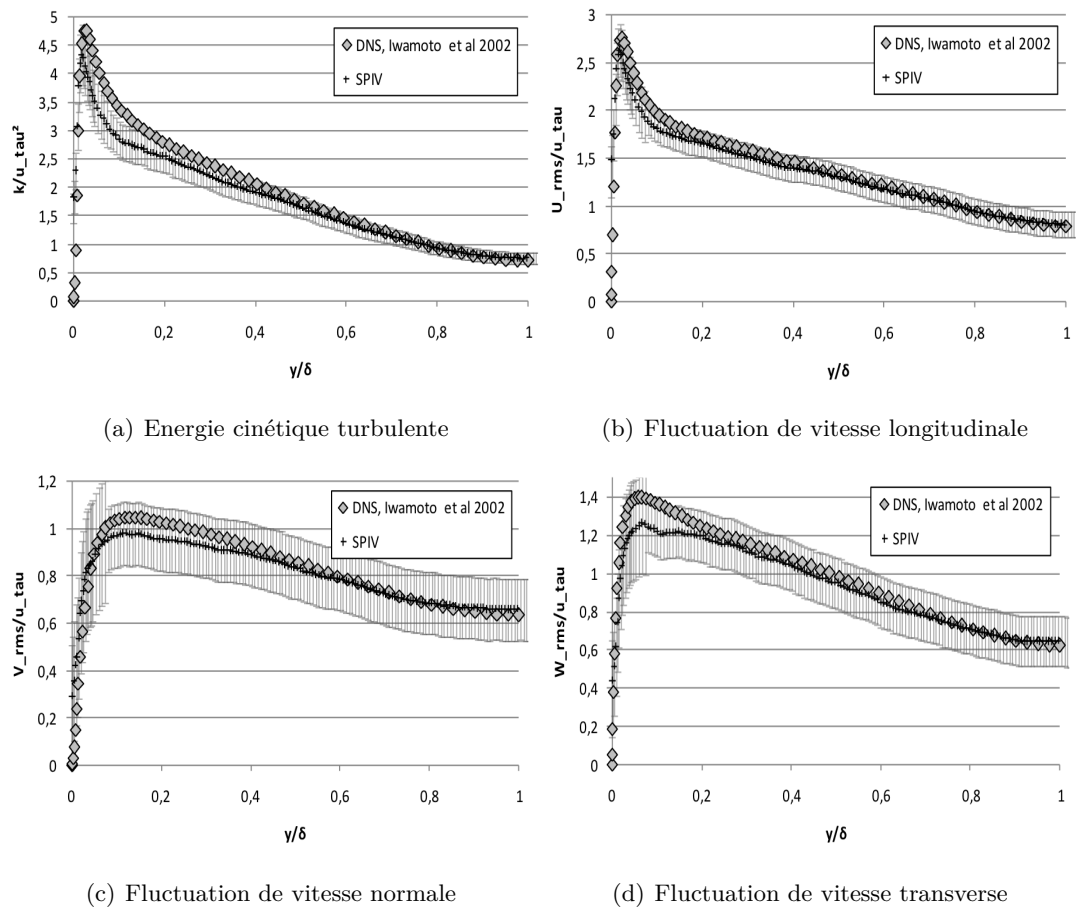 5
4,5
4
3,5
3
2,5
2
1,5
1
0,5
0
k/u_tau²
DNS, Iwamoto et al 2002
SPIV
0 0,2 0,4 0,6 0,8 1
y/δ
(a) Energie cinétique turbulente
3
2,5
2
1,5
1
0,5
0
U_rms/u_tau
DNS, Iwamoto et al 2002
SPIV
0 0,2 0,4 0,6 0,8 1
y/δ
(b) Fluctuation de vitesse longitudinale
1,2
1
0,8
0,6
0,4
0,2
0
V_rms/u_tau
DNS, Iwamoto et al 2002
SPIV
0 0,2 0,4 0,6 0,8 1
y/δ
(c) Fluctuation de vitesse normale
1,4
1,2
1
0,8
0,6
0,4
0,2
0
W_rms/u_tau
DNS, Iwamoto et al 2002
SPIV
0 0,2 0,4 0,6 0,8 1
y/δ
(d) Fluctuation de vitesse transverse